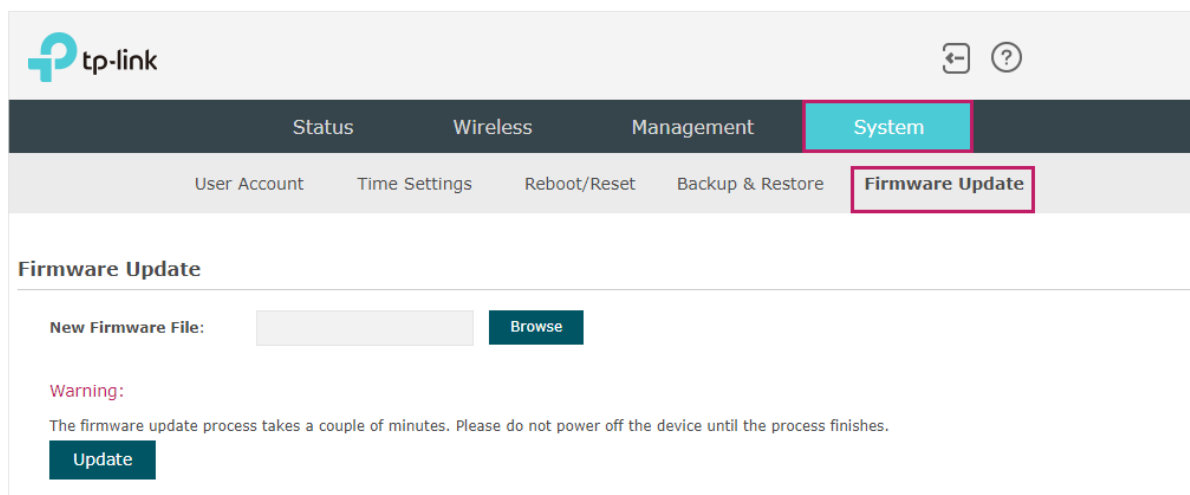 tp-link
Status Wireless Management System
User Account Time Settings Reboot/Reset Backup & Restore Firmware Update
Firmware Update
New Firmware File: Browse
Warning:
The firmware update process takes a couple of minutes. Please do not power off the device until the process finishes.
Update